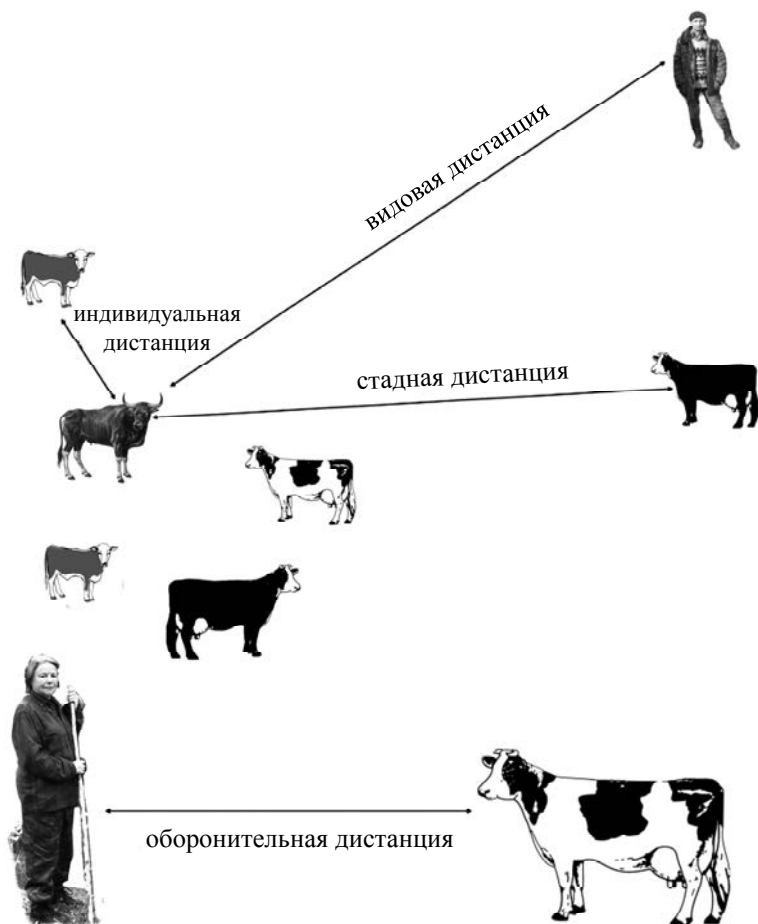 видовая дистанция
индивидуальная
дистанция
стадная дистанция
оборонительная дистанция